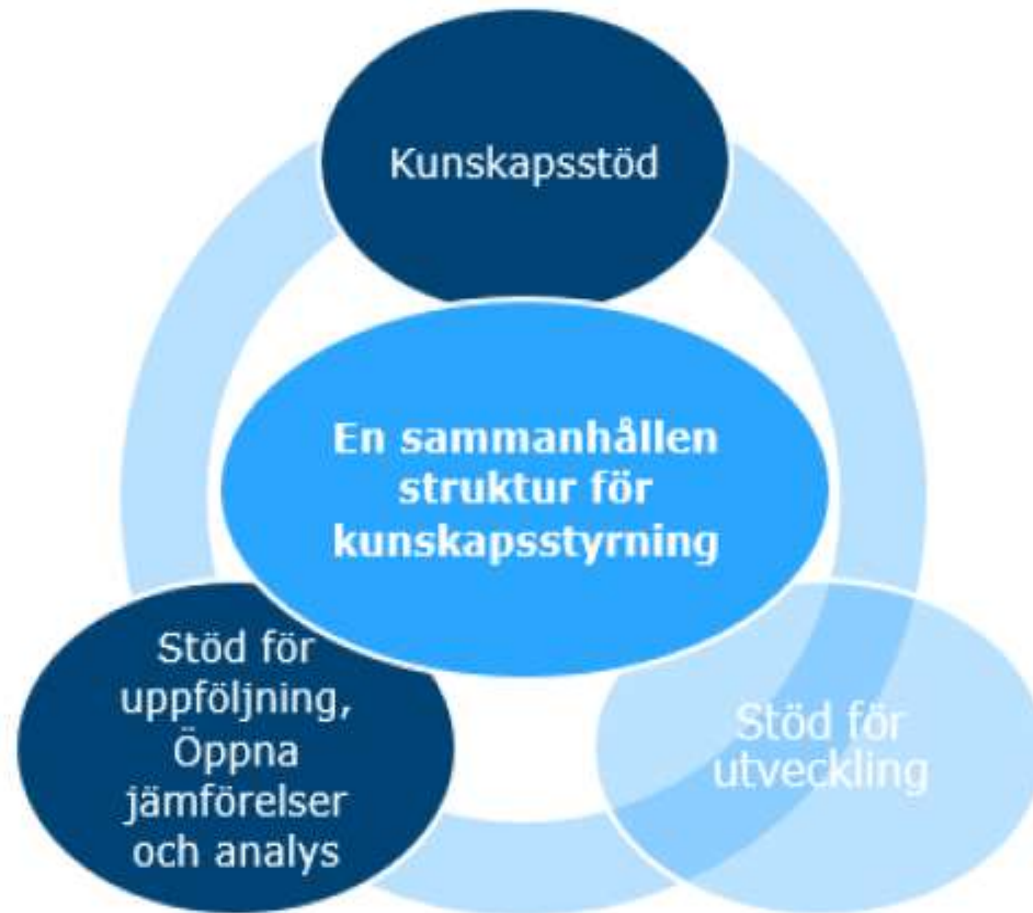 Kunskapsstöd
En sammanhållen
struktur för
kunskapsstyrning
Stöd för
uppföljning,
Öppna
jämförelser
och analys
Stöd för
utveckling